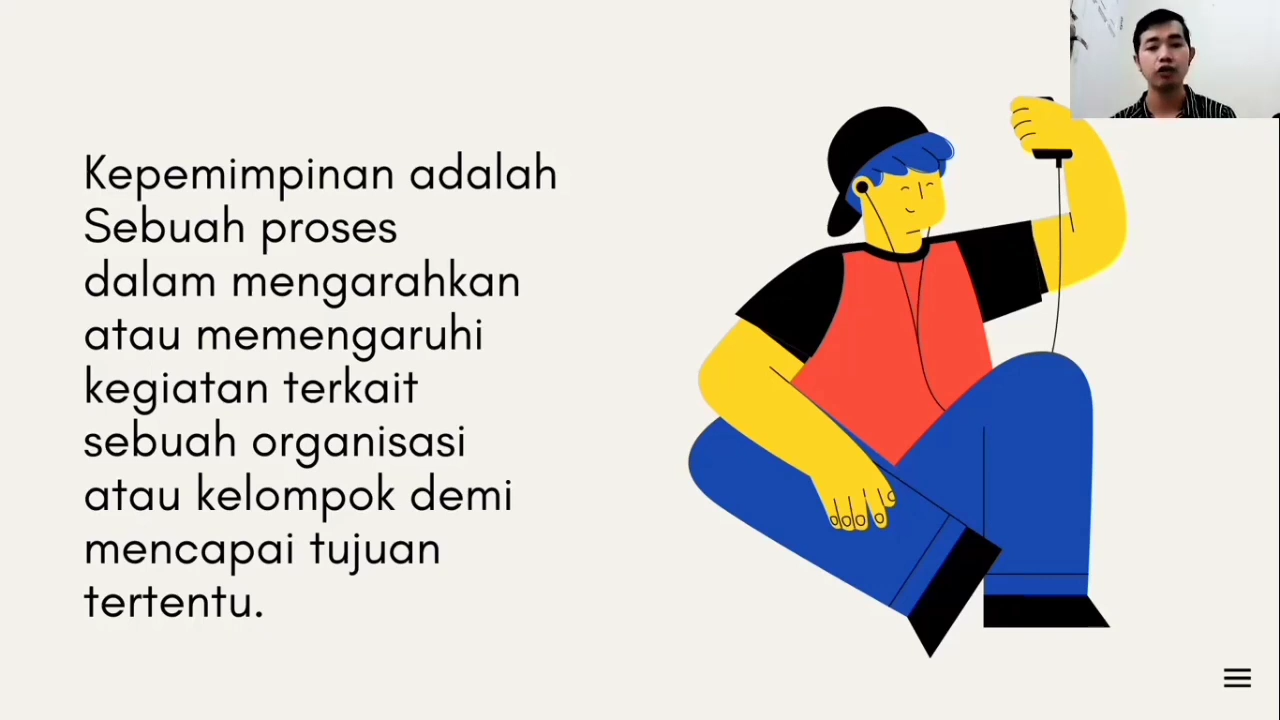 Kepemimpinan adalah
Sebuah proses
dalam mengarahkan
atau memengaruhi
kegiatan terkait
sebuah organisasi
atau kelompok demi
mencapai tujuan
tertentu.